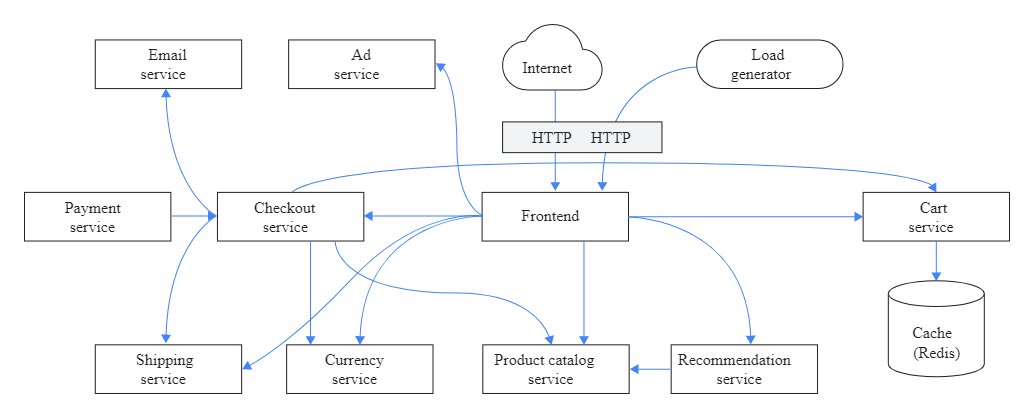 Email
service
Ad
service
Internet
Load
generator
HTTP HTTP
Payment
service
Checkout
service
Frontend
Cart
service
Shipping
service
Currency
service
Product catalog
service
Recommendation
service
Cache
(Redis)